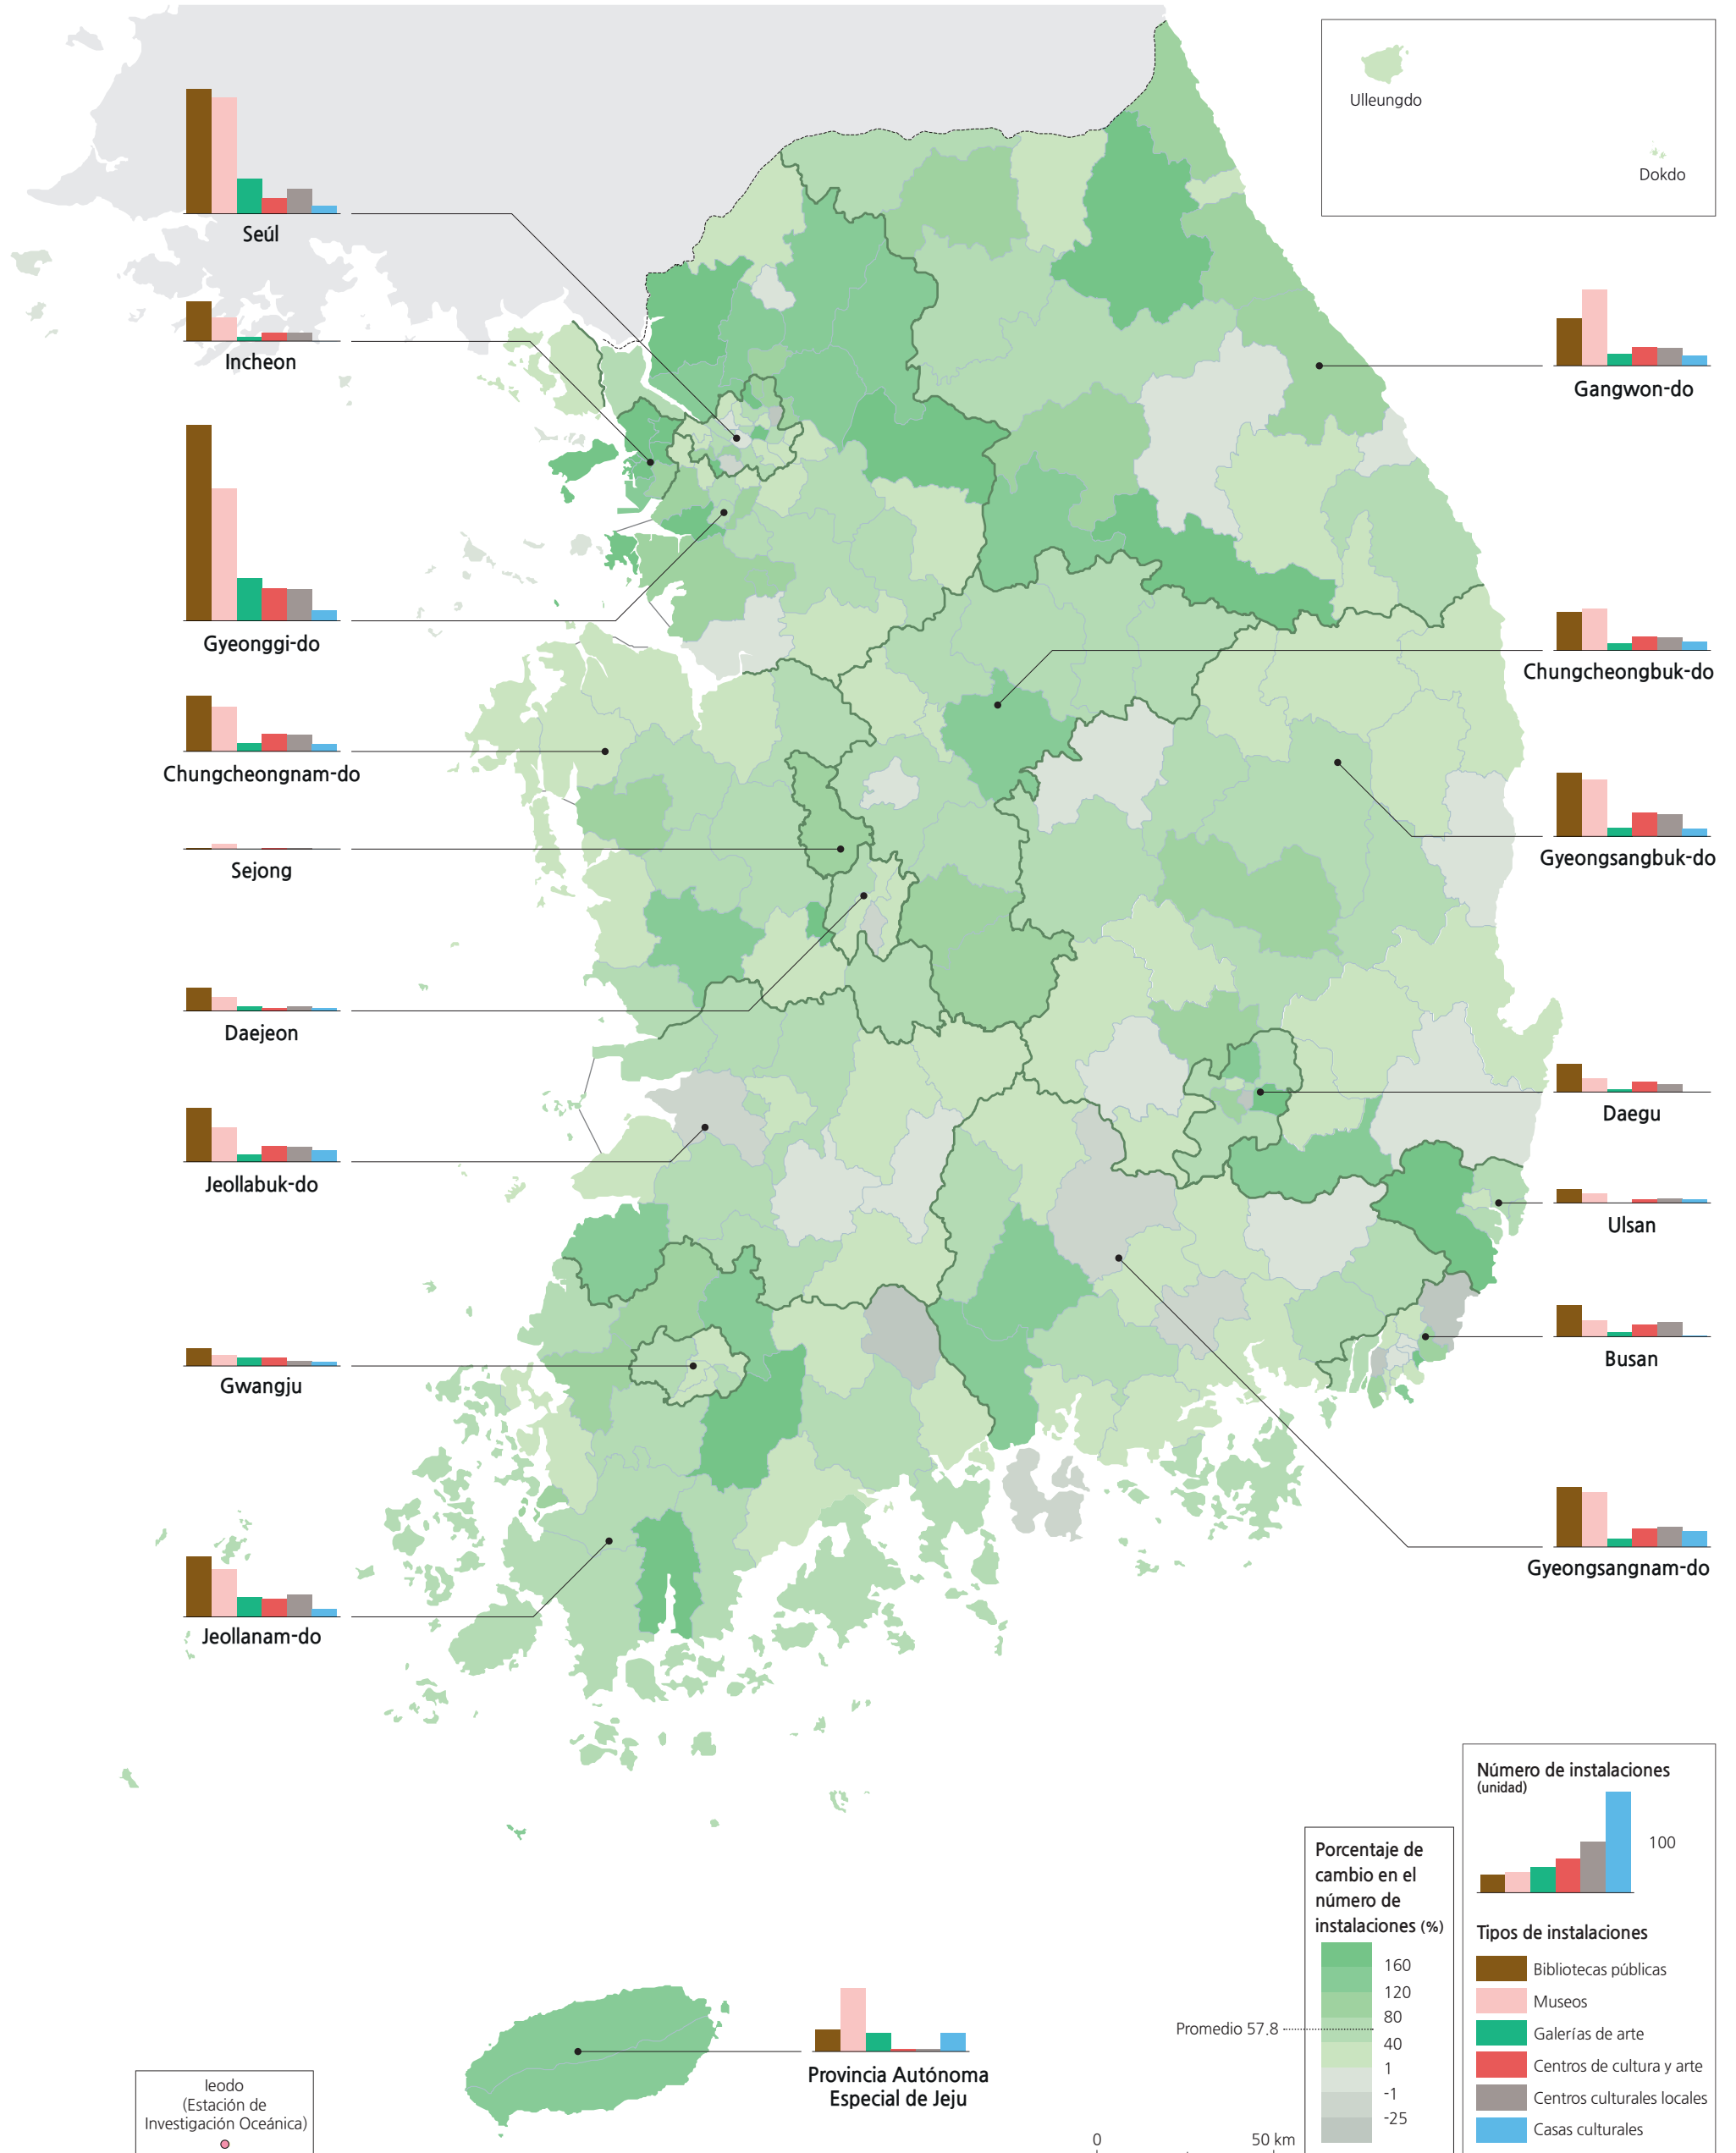 Ulleungdo
Dokdo
Seúl
Incheon
Gyeonggi-do
Chungcheongnam-do
Sejong
Daejeon
Jeollabuk-do
Gwangju
Jeollanam-do
Gangwon-do
Chungcheongbuk-do
Gyeongsangbuk-do
Daegu
Ulsan
Busan
Gyeongsangnam-do
Provincia Autónoma
Especial de Jeju
Ieodo
(Estación de
Investigación Oceánica)
0
50 km
Promedio 57.8
Porcentaje de
cambio en el
número de
instalaciones (%)
160
120
80
40
1
-1
-25
Número de instalaciones
(unidad)
100
Tipos de instalaciones
Bibliotecas públicas
Museos
Galerías de arte
Centros de cultura y arte
Centros culturales locales
Casas culturales